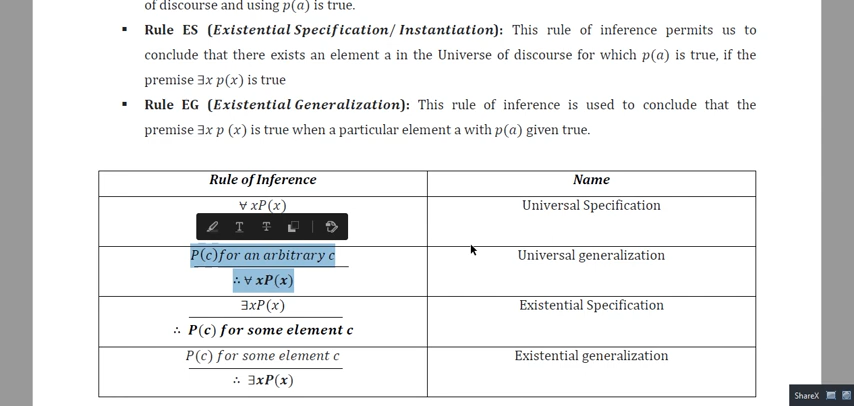 of discourse and using p(a) is true.
▪ Rule ES (Existential Specification/ Instantiation): This rule of inference permits us to
conclude that there exists an element a in the Universe of discourse for which p(a) is true, if the
premise ∃x p(x) is true
▪ Rule EG (Existential Generalization): This rule of inference is used to conclude that the
premise ∃x p (x) is true when a particular element a with p(a) given true.
Rule of Inference Name
∀ xP(x) Universal Specification
P(c)for an arbitrary c Universal generalization
∴ ∀ xP(x)
∃xP(x) Existential Specification
∴ P(c) for some element c
P(c) for some element c Existential generalization
∴ ∃xP(x)
ShareX